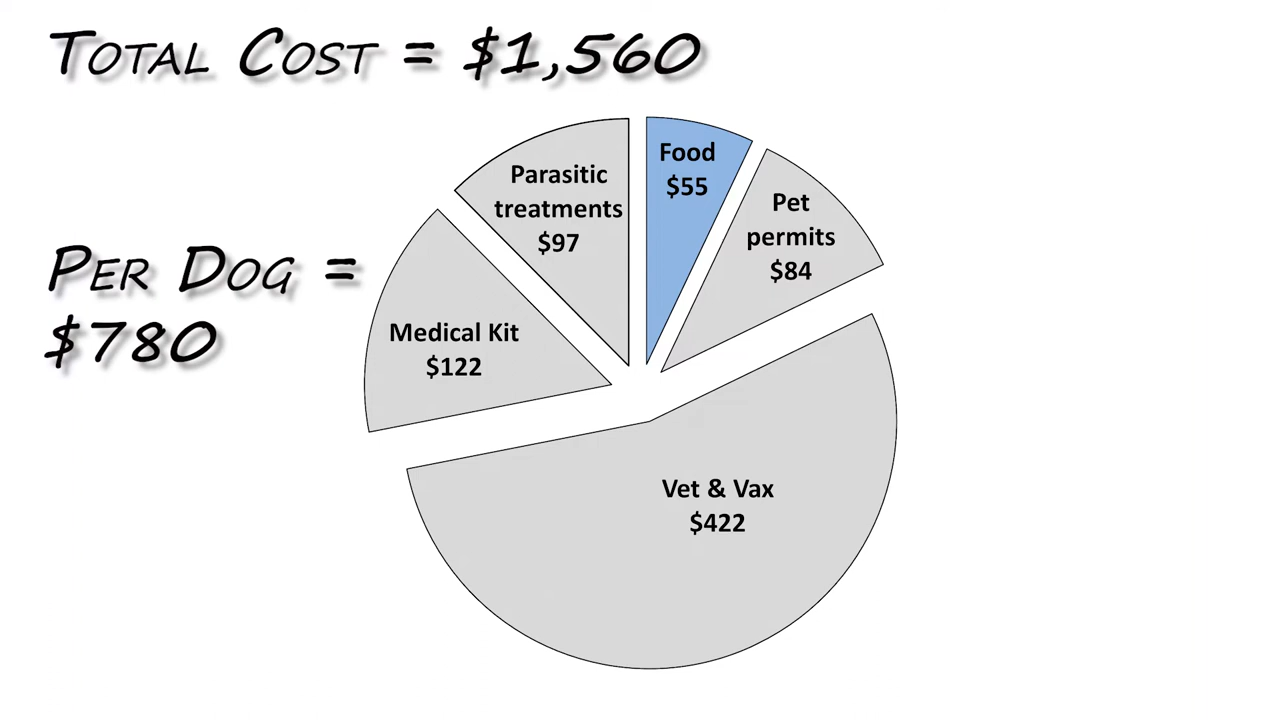 Total Cost = $1,560
Per Dog =
$780
Food
$55
Pet
permits
$84
Vet & Vax
$422
Medical Kit
$122
Parasitic
treatments
$97